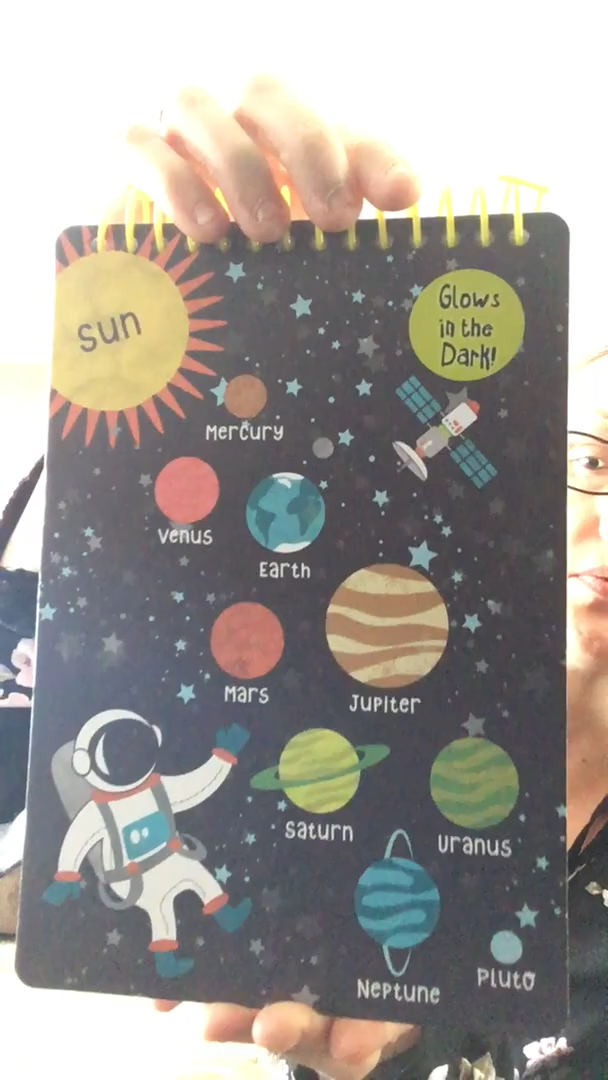 sun
Glows
in the
Dark!
Mercury
Venus
Earth
Mars
Jupiter
Saturn
Uranus
Neptune
Pluto